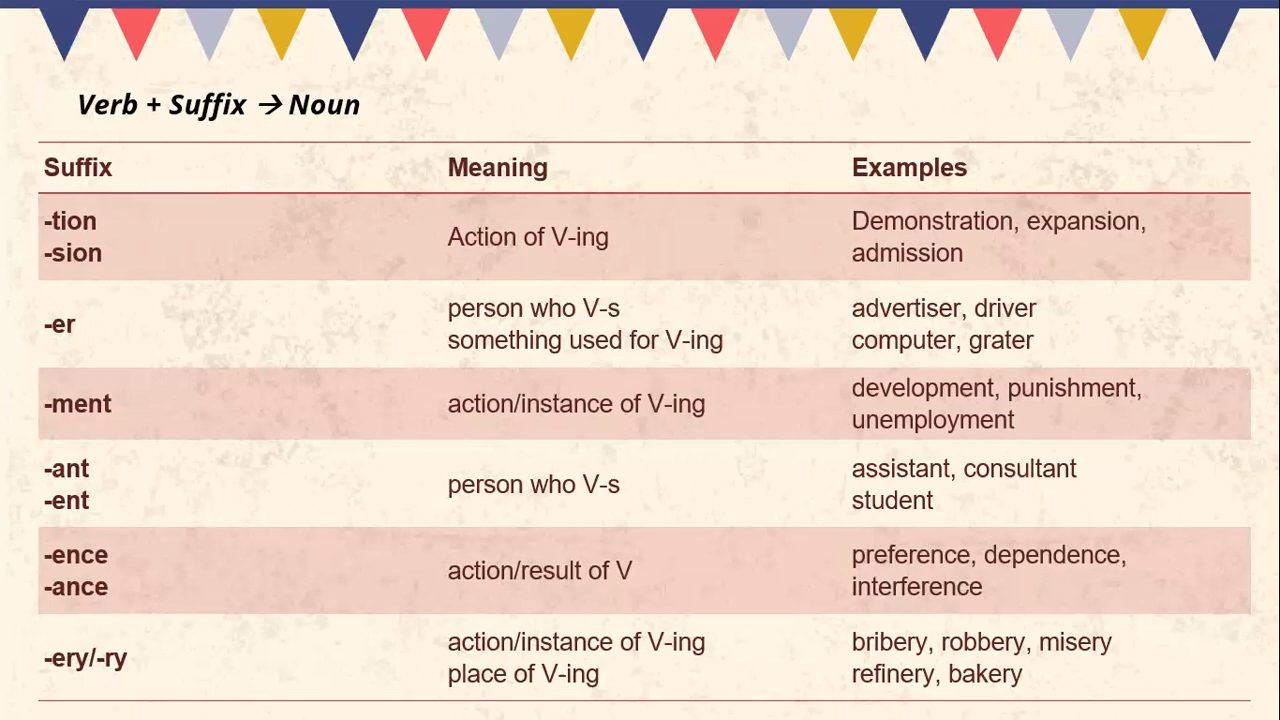 Verb + Suffix → Noun
Suffix Meaning Examples
-tion
-sion
Action of V-ing
Demonstration, expansion,
admission
-er
person who V-s
something used for V-ing
advertiser, driver
computer, grater
-ment
action/instance of V-ing
development, punishment,
unemployment
-ant
-ent
person who V-s
assistant, consultant
student
-ence
-ance
action/result of V
preference, dependence,
interference
-ery/-ry
action/instance of V-ing
place of V-ing
bribery, robbery, misery
refinery, bakery